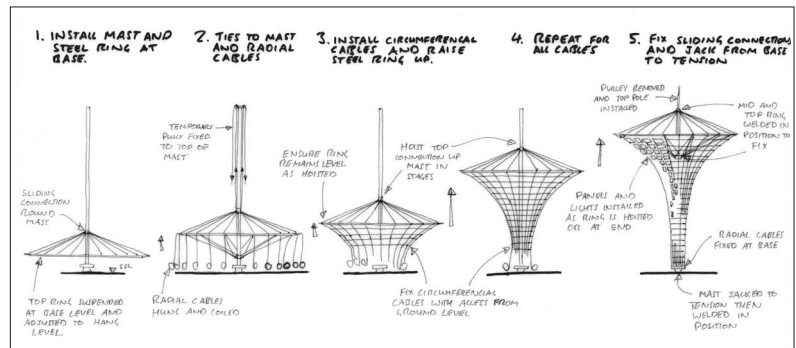 1. INSTALL MAST AND
STEEL RING AT
BASE.
2. TIES TO MAST
AND RADIAL
CABLES
3. INSTALL CIRCUMFERENCAL
CABLES AND RAISE
STEEL RING UP.
4. REPEAT FOR
ALL CABLES
5. FIX SLIDING CONNECTION
AND JACK FROM BASE
TO TENSION
SLIDING
CONNECTION
ROUND
MAST
SSL
TOP RING SUSPENDED
AT BASE LEVEL AND
ADJUSTED TO HANG
LEVEL.
TEMPORARY
PULLY FIXED
TO TOP OF
MAST
RADIAL CABLES
HUNG AND COILED
ENSURE RING
REMAINS LEVEL
AS HOISTED
HOIST TOP
CONNECTION UP
MAST IN
STAGES
FIX CIRCUMFERENCIAL
CABLES WITH ACCESS FROM
GROUND LEVEL
PULLEY REMOVED
AND TOP POLE
INSTALLED
MID AND
TOP RING
WELDED IN
POSITION TO
FIX
PANELS AND
LIGHTS INSTALLED
AS RING IS HOISTED
OR AT END
RADIAL CABLES
FIXED AT BASE
MAST JACKED TO
TENSION THEN
WELDED IN
POSITION